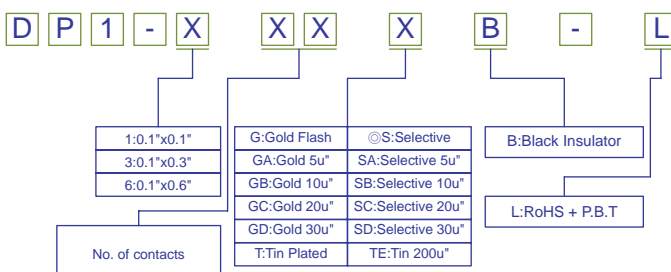 D P 1 - X X X X B - L
1:0.1"x0.1"
3:0.1"x0.3"
6:0.1"x0.6"
G:Gold Flash ◎S:Selective
GA:Gold 5u" SA:Selective 5u"
GB:Gold 10u" SB:Selective 10u"
GC:Gold 20u" SC:Selective 20u"
GD:Gold 30u" SD:Selective 30u"
T:Tin Plated TE:Tin 200u"
B:Black Insulator
L:RoHS + P.B.T
No. of contacts